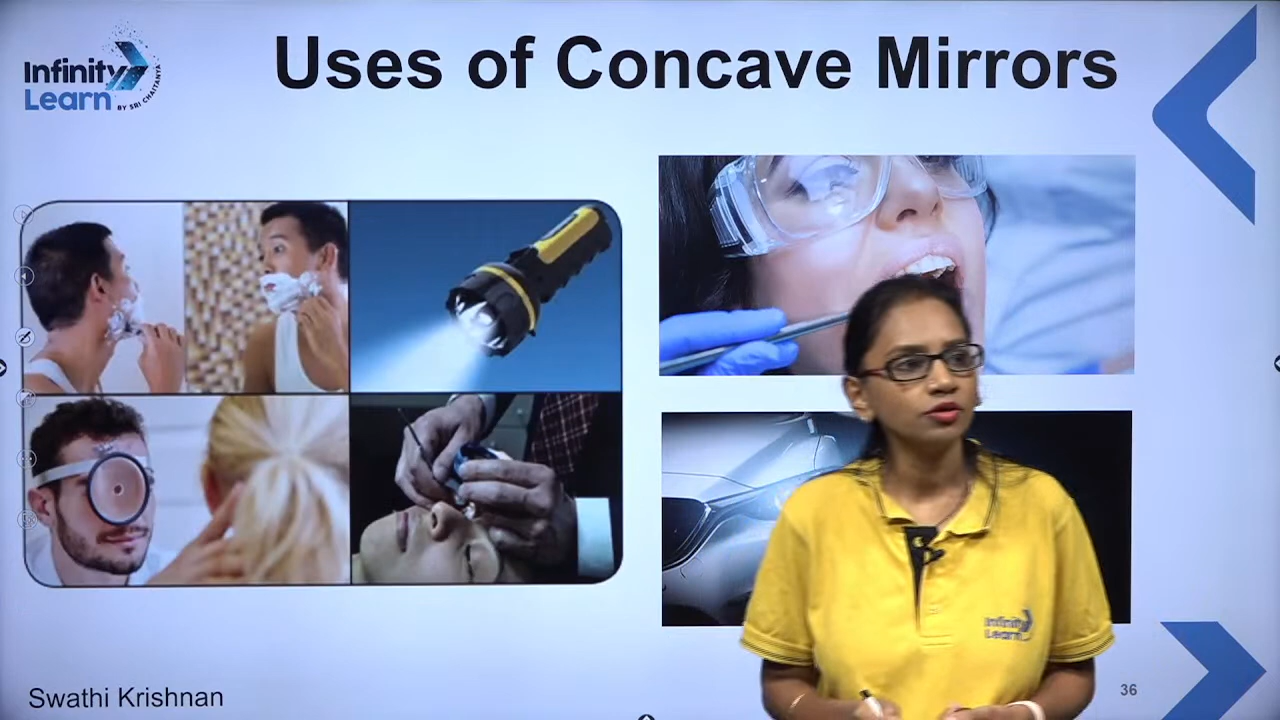 Infinity
Learn
BY SRI CHAITANYA
Uses of Concave Mirrors
Infinity
Learn
Swathi Krishnan
36